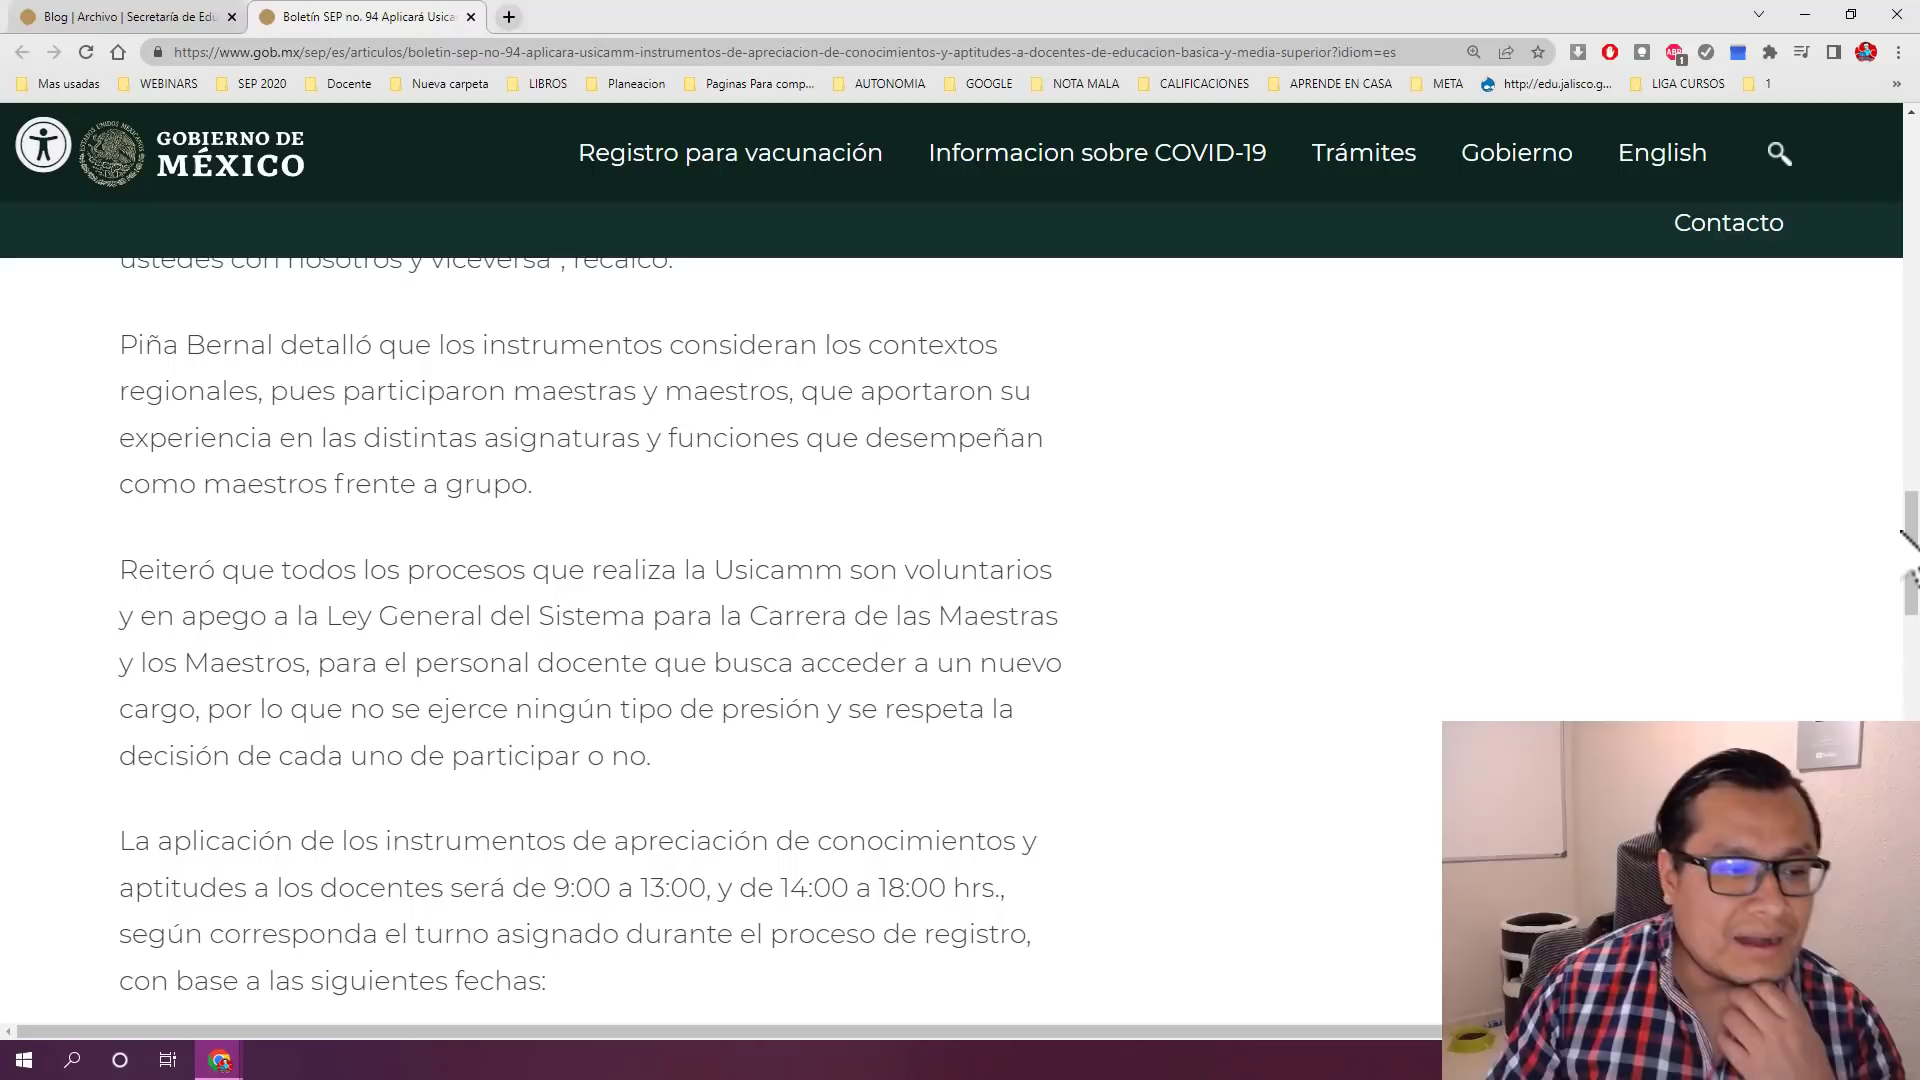 Blog | Archivo | Secretaría de Edu
Boletín SEP no. 94 Aplicará Usica
https://www.gob.mx/sep/es/articulos/boletin-sep-no-94-aplicara-usicamm-instrumentos-de-apreciacion-de-conocimientos-y-aptitudes-a-docentes-de-educacion-basica-y-media-superior?idiom=es
Mas usadas
WEBINARS
SEP 2020
Docente
Nueva carpeta
LIBROS
Planeacion
Paginas Para comp...
AUTONOMIA
GOOGLE
NOTA MALA
CALIFICACIONES
APRENDE EN CASA
META
http://edu.jalisco.g...
LIGA CURSOS
1
GOBIERNO DE
MÉXICO
Registro para vacunación
Informacion sobre COVID-19
Trámites
Gobierno
English
Contacto
ustedes con nosotros y viceversa", recalcó.
Piña Bernal detalló que los instrumentos consideran los contextos
regionales, pues participaron maestras y maestros, que aportaron su
experiencia en las distintas asignaturas y funciones que desempeñan
como maestros frente a grupo.
Reiteró que todos los procesos que realiza la Usicamm son voluntarios
y en apego a la Ley General del Sistema para la Carrera de las Maestras
y los Maestros, para el personal docente que busca acceder a un nuevo
cargo, por lo que no se ejerce ningún tipo de presión y se respeta la
decisión de cada uno de participar o no.
La aplicación de los instrumentos de apreciación de conocimientos y
aptitudes a los docentes será de 9:00 a 13:00, y de 14:00 a 18:00 hrs.,
según corresponda el turno asignado durante el proceso de registro,
con base a las siguientes fechas: